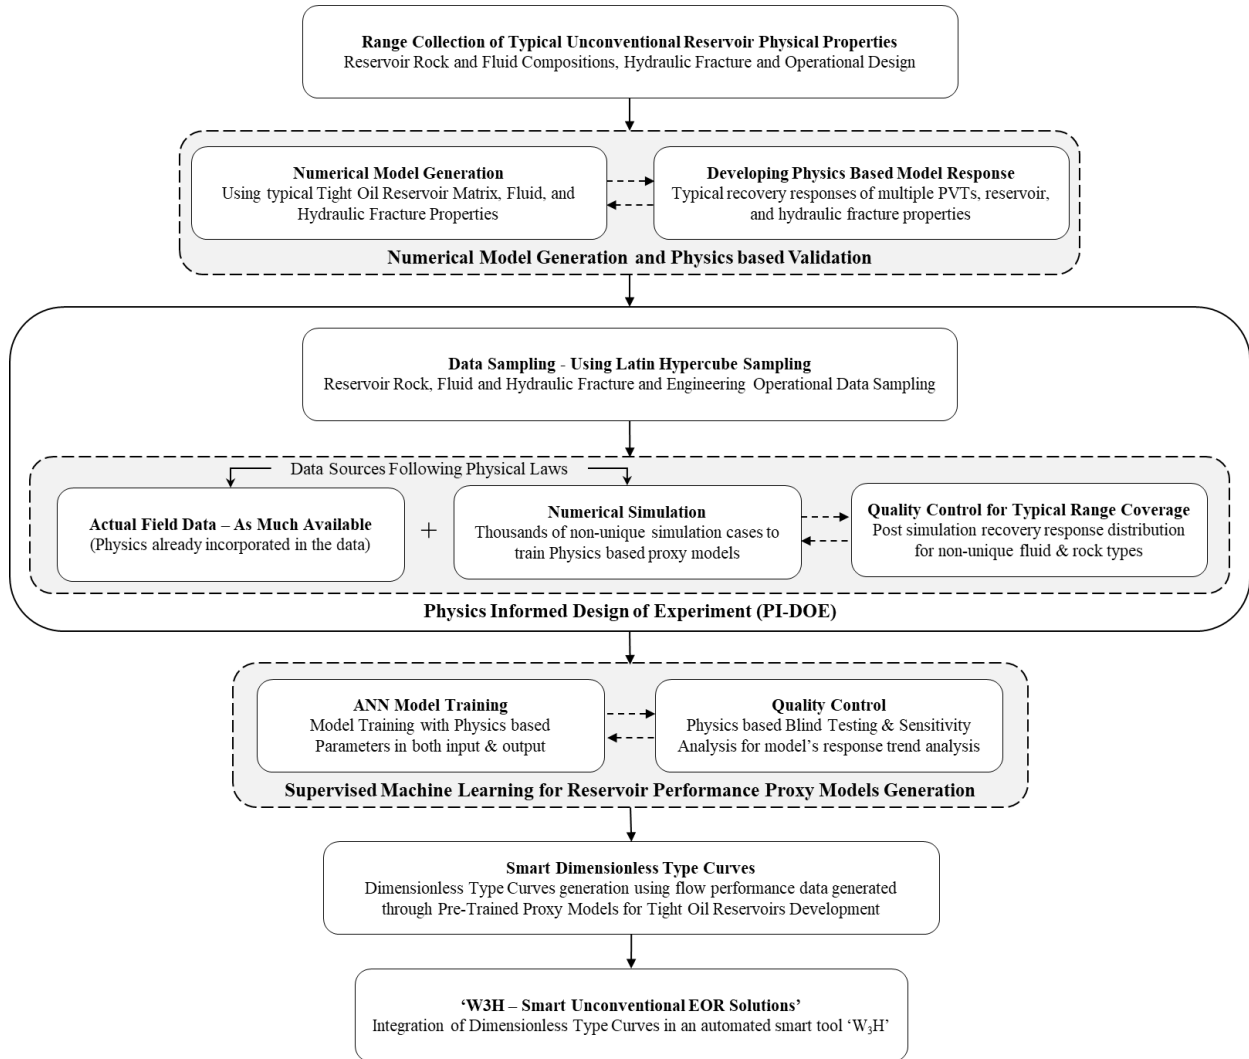 Range Collection of Typical Unconventional Reservoir Physical Properties
Reservoir Rock and Fluid Compositions, Hydraulic Fracture and Operational Design
Numerical Model Generation
Using typical Tight Oil Reservoir Matrix, Fluid, and
Hydraulic Fracture Properties
Developing Physics Based Model Response
Typical recovery responses of multiple PVTs, reservoir,
and hydraulic fracture properties
Numerical Model Generation and Physics based Validation
Data Sampling - Using Latin Hypercube Sampling
Reservoir Rock, Fluid and Hydraulic Fracture and Engineering Operational Data Sampling
Data Sources Following Physical Laws
Actual Field Data – As Much Available
(Physics already incorporated in the data)
+
Numerical Simulation
Thousands of non-unique simulation cases to
train Physics based proxy models
Quality Control for Typical Range Coverage
Post simulation recovery response distribution
for non-unique fluid & rock types
Physics Informed Design of Experiment (PI-DOE)
ANN Model Training
Model Training with Physics based
Parameters in both input & output
Quality Control
Physics based Blind Testing & Sensitivity
Analysis for model's response trend analysis
Supervised Machine Learning for Reservoir Performance Proxy Models Generation
Smart Dimensionless Type Curves
Dimensionless Type Curves generation using flow performance data generated
through Pre-Trained Proxy Models for Tight Oil Reservoirs Development
‘W3H – Smart Unconventional EOR Solutions’
Integration of Dimensionless Type Curves in an automated smart tool ‘W₃H’